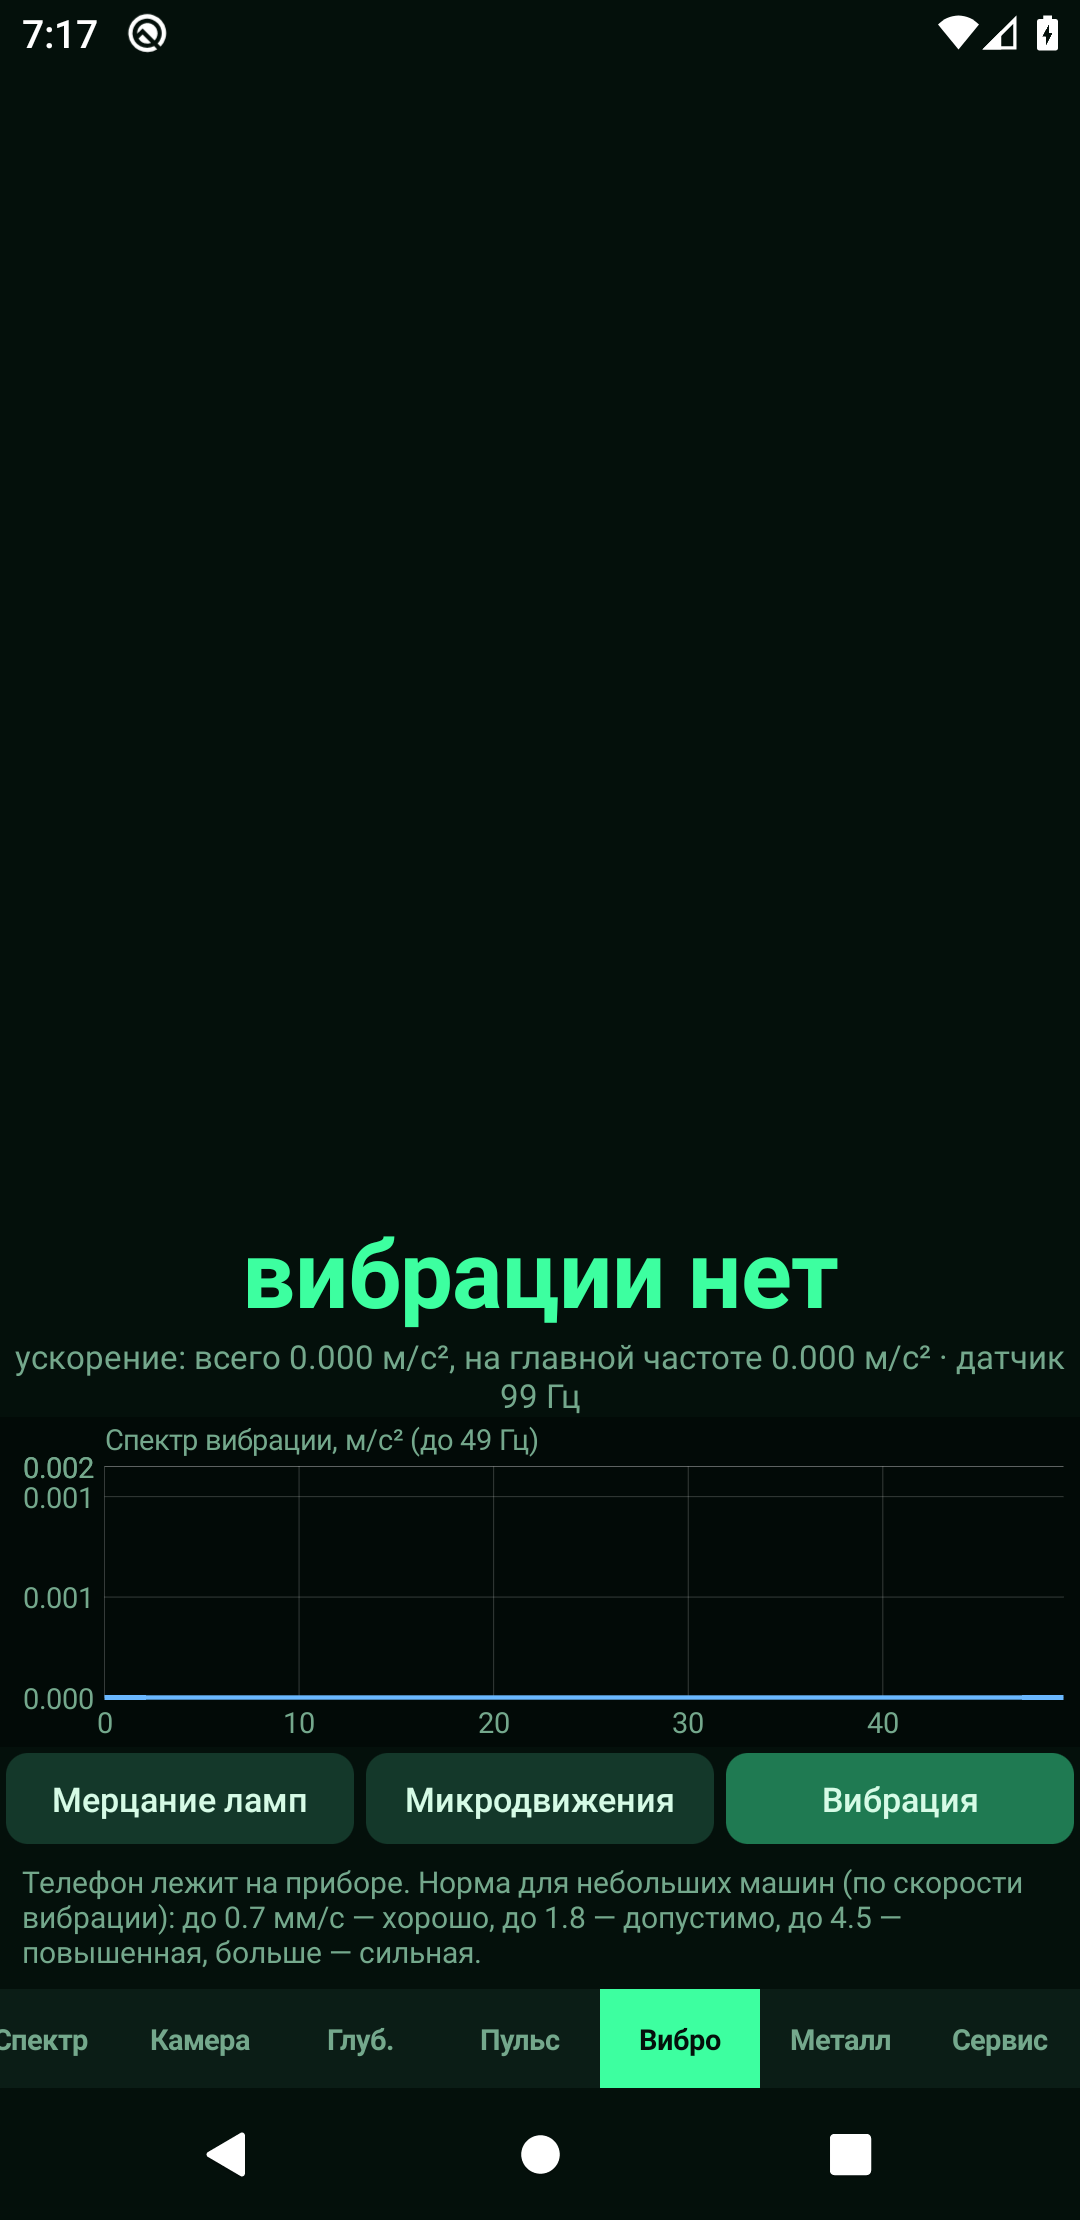 7:17
вибрации нет
ускорение: всего 0.000 м/с², на главной частоте 0.000 м/с² · датчик
99 Гц
Спектр вибрации, м/с² (до 49 Гц)
0.002
0.001
0.001
0.000
0 10 20 30 40
Мерцание ламп Микродвижения Вибрация
Телефон лежит на приборе. Норма для небольших машин (по скорости
вибрации): до 0.7 мм/с — хорошо, до 1.8 — допустимо, до 4.5 —
повышенная, больше — сильная.
Спектр Камера Глуб. Пульс Вибро Металл Сервис